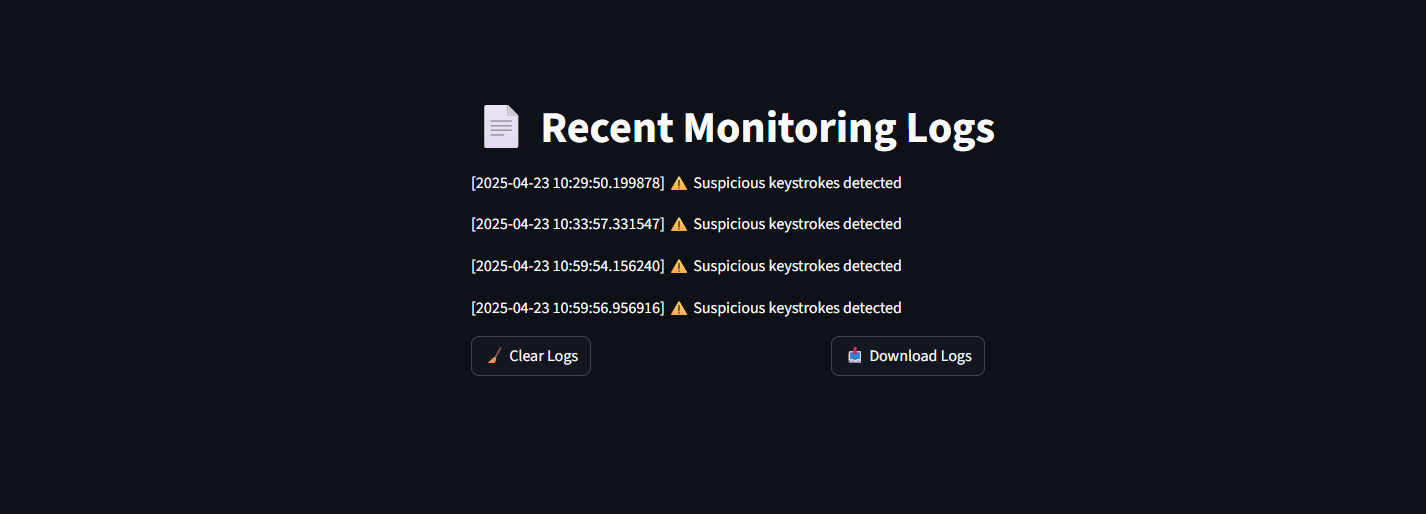 Recent Monitoring Logs
[2025-04-23 10:29:50.199878] ⚠️ Suspicious keystrokes detected
[2025-04-23 10:33:57.331547] ⚠️ Suspicious keystrokes detected
[2025-04-23 10:59:54.156240] ⚠️ Suspicious keystrokes detected
[2025-04-23 10:59:56.956916] ⚠️ Suspicious keystrokes detected
Clear Logs
Download Logs